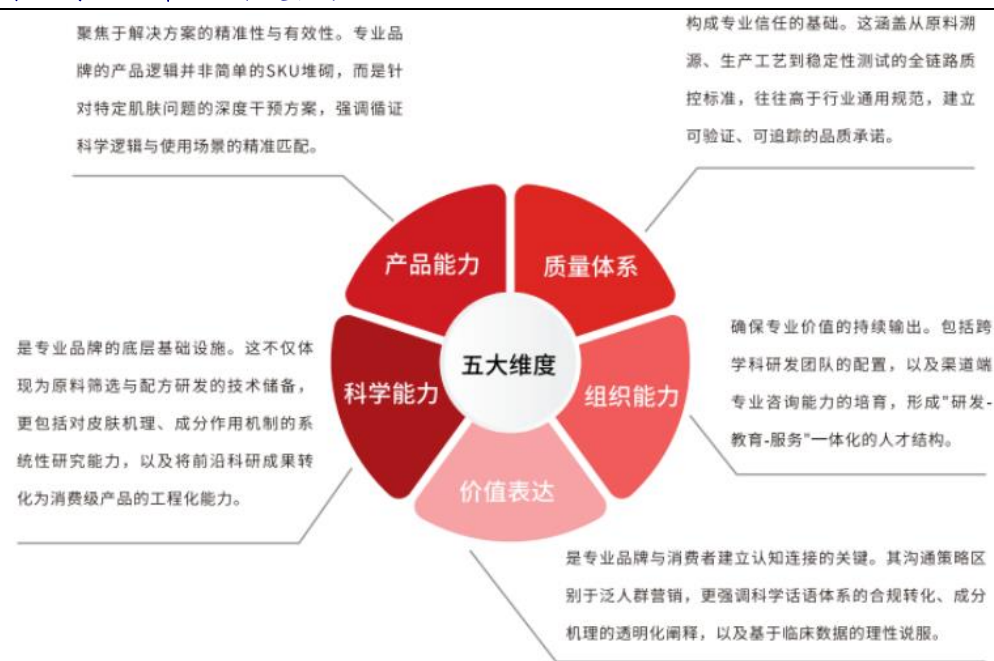 聚焦于解决方案的精准性与有效性。专业品
牌的产品逻辑并非简单的SKU堆砌，而是针
对特定肌肤问题的深度干预方案，强调循证
科学逻辑与使用场景的精准匹配。
构成专业信任的基础。这涵盖从原料溯
源、生产工艺到稳定性测试的全链路质
控标准，往往高于行业通用规范，建立
可验证、可追踪的品质承诺。
产品能力
质量体系
五大维度
科学能力
组织能力
价值表达
是专业品牌的底层基础设施。这不仅体
现为原料筛选与配方研发的技术储备，
更包括对皮肤机理、成分作用机制的系
统性研究能力，以及将前沿科研成果转
化为消费级产品的工程化能力。
确保专业价值的持续输出。包括跨
学科研发团队的配置，以及渠道端
专业咨询能力的培育，形成"研发-
教育-服务"一体化的人才结构。
是专业品牌与消费者建立认知连接的关键。其沟通策略区
别于泛人群营销，更强调科学话语体系的合规转化、成分
机理的透明化阐释，以及基于临床数据的理性说服。